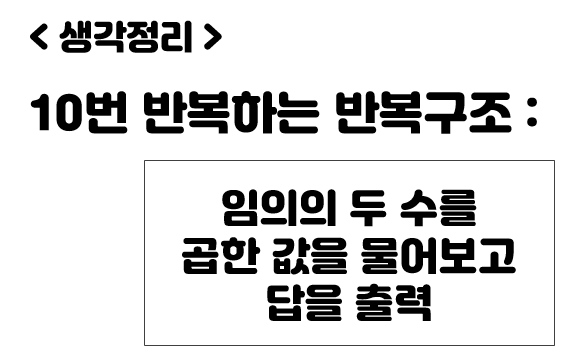 < 생각정리 >
10번 반복하는 반복구조 :
임의의 두 수를
곱한 값을 물어보고
답을 출력